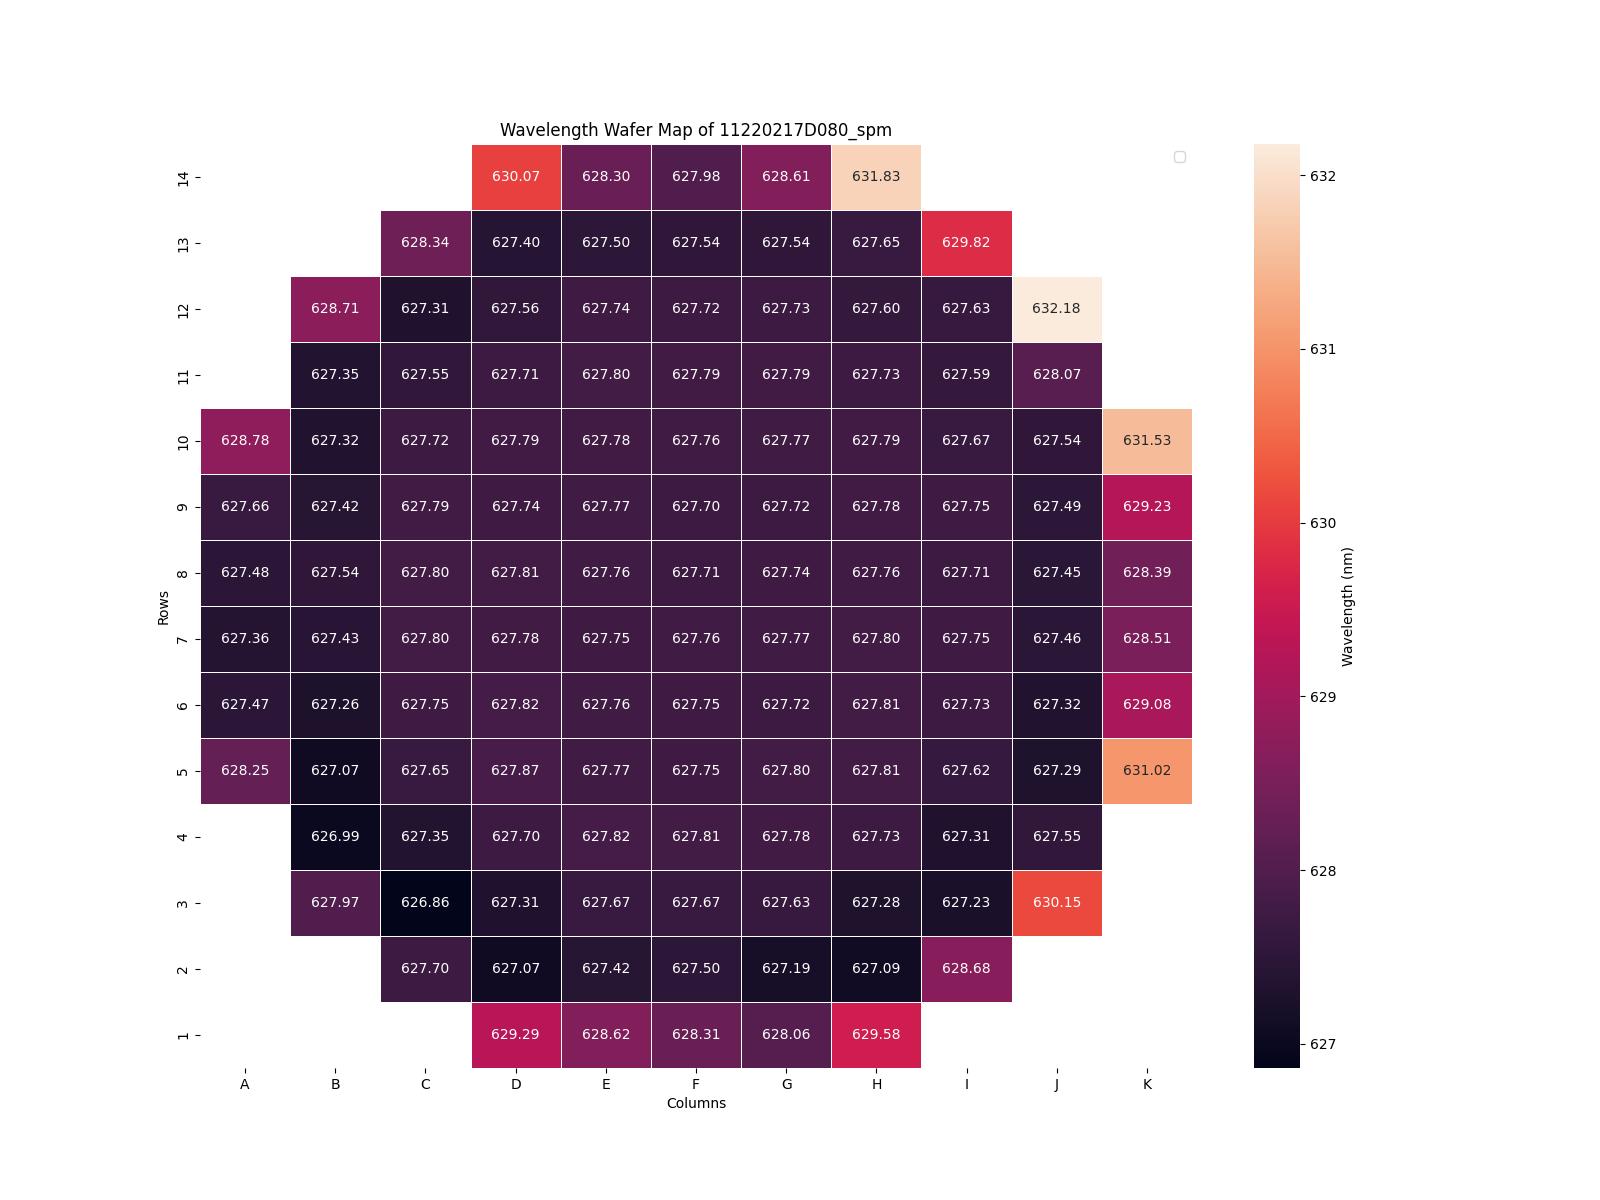 Wavelength Wafer Map of 11220217D080_spm
14 630.07 628.30 627.98 628.61 631.83
13 628.34 627.40 627.50 627.54 627.54 627.65 629.82
12 628.71 627.31 627.56 627.74 627.72 627.73 627.60 627.63 632.18
11 627.35 627.55 627.71 627.80 627.79 627.79 627.73 627.59 628.07
10 628.78 627.32 627.72 627.79 627.78 627.76 627.77 627.79 627.67 627.54 631.53
9 627.66 627.42 627.79 627.74 627.77 627.70 627.72 627.78 627.75 627.49 629.23
8 627.48 627.54 627.80 627.81 627.76 627.71 627.74 627.76 627.71 627.45 628.39
7 627.36 627.43 627.80 627.78 627.75 627.76 627.77 627.80 627.75 627.46 628.51
6 627.47 627.26 627.75 627.82 627.76 627.75 627.72 627.81 627.73 627.32 629.08
5 628.25 627.07 627.65 627.87 627.77 627.75 627.80 627.81 627.62 627.29 631.02
4 626.99 627.35 627.70 627.82 627.81 627.78 627.73 627.31 627.55
3 627.97 626.86 627.31 627.67 627.67 627.63 627.28 627.23 630.15
2 627.70 627.07 627.42 627.50 627.19 627.09 628.68
1 629.29 628.62 628.31 628.06 629.58
A B C D E F G H I J K
Columns
Rows
632
631
630
629
628
627
Wavelength (nm)